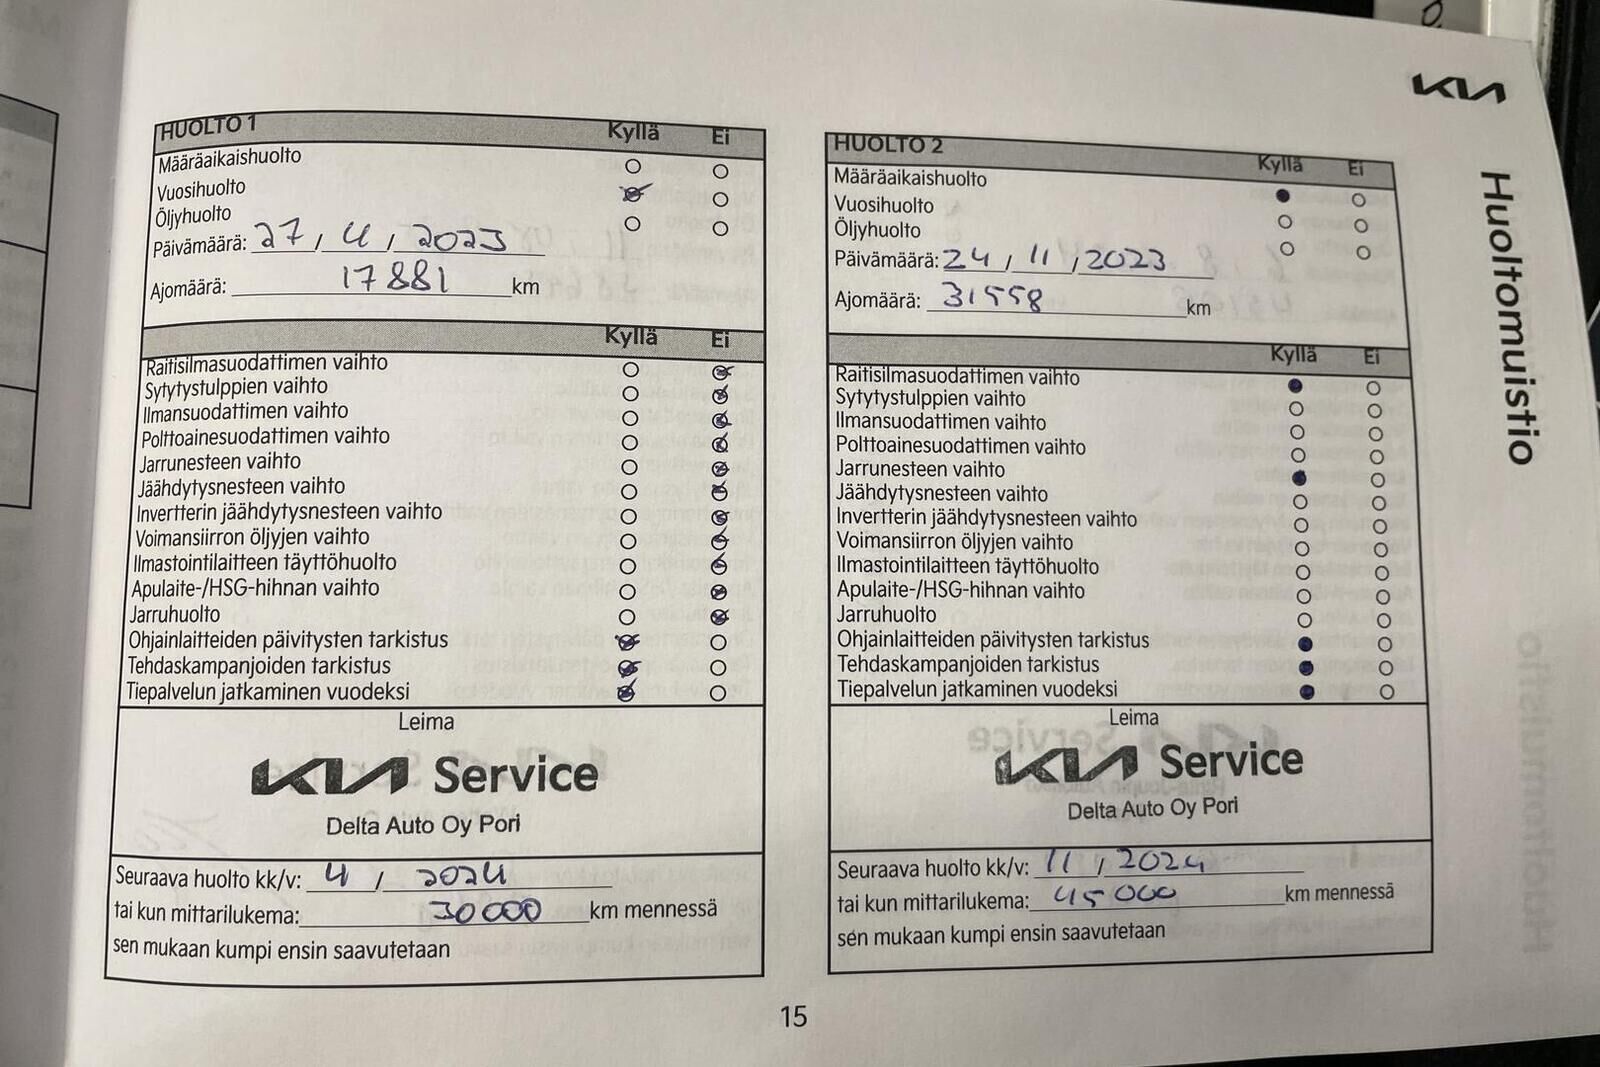 KIA
Huoltomuistio
HUOLTO 1 Kyllä Ei
Määräaikaishuolto
Vuosihuolto
Öljyhuolto
Päivämäärä: 27 / 4 / 2023
Ajomäärä: 17881 km
Kyllä Ei
Raitisilmasuodattimen vaihto
Sytytystulppien vaihto
Ilmansuodattimen vaihto
Polttoainesuodattimen vaihto
Jarrunesteen vaihto
Jäähdytysnesteen vaihto
Invertterin jäähdytysnesteen vaihto
Voimansiirron öljyjen vaihto
Ilmastointilaitteen täyttöhuolto
Apulaite-/HSG-hihnan vaihto
Jarruhuolto
Ohjainlaitteiden päivitysten tarkistus
Tehdaskampanjoiden tarkistus
Tiepalvelun jatkaminen vuodeksi
Leima
KIA Service
Delta Auto Oy Pori
Seuraava huolto kk/v: 4 / 2024
tai kun mittarilukema: 30000 km mennessä
sen mukaan kumpi ensin saavutetaan
HUOLTO 2 Kyllä Ei
Määräaikaishuolto
Vuosihuolto
Öljyhuolto
Päivämäärä: 24 / 11 / 2023
Ajomäärä: 31558 km
Kyllä Ei
Raitisilmasuodattimen vaihto
Sytytystulppien vaihto
Ilmansuodattimen vaihto
Polttoainesuodattimen vaihto
Jarrunesteen vaihto
Jäähdytysnesteen vaihto
Invertterin jäähdytysnesteen vaihto
Voimansiirron öljyjen vaihto
Ilmastointilaitteen täyttöhuolto
Apulaite-/HSG-hihnan vaihto
Jarruhuolto
Ohjainlaitteiden päivitysten tarkistus
Tehdaskampanjoiden tarkistus
Tiepalvelun jatkaminen vuodeksi
Leima
KIA Service
Delta Auto Oy Pori
Seuraava huolto kk/v: 11 / 2024
tai kun mittarilukema: 45000 km mennessä
sen mukaan kumpi ensin saavutetaan
15